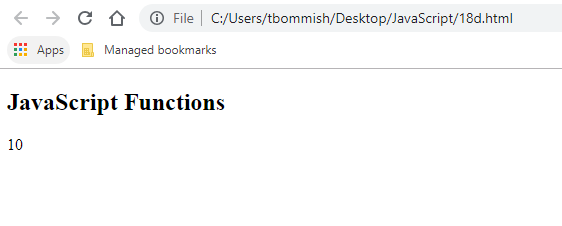 File C:/Users/tbommish/Desktop/JavaScript/18d.html
Apps Managed bookmarks
JavaScript Functions
10